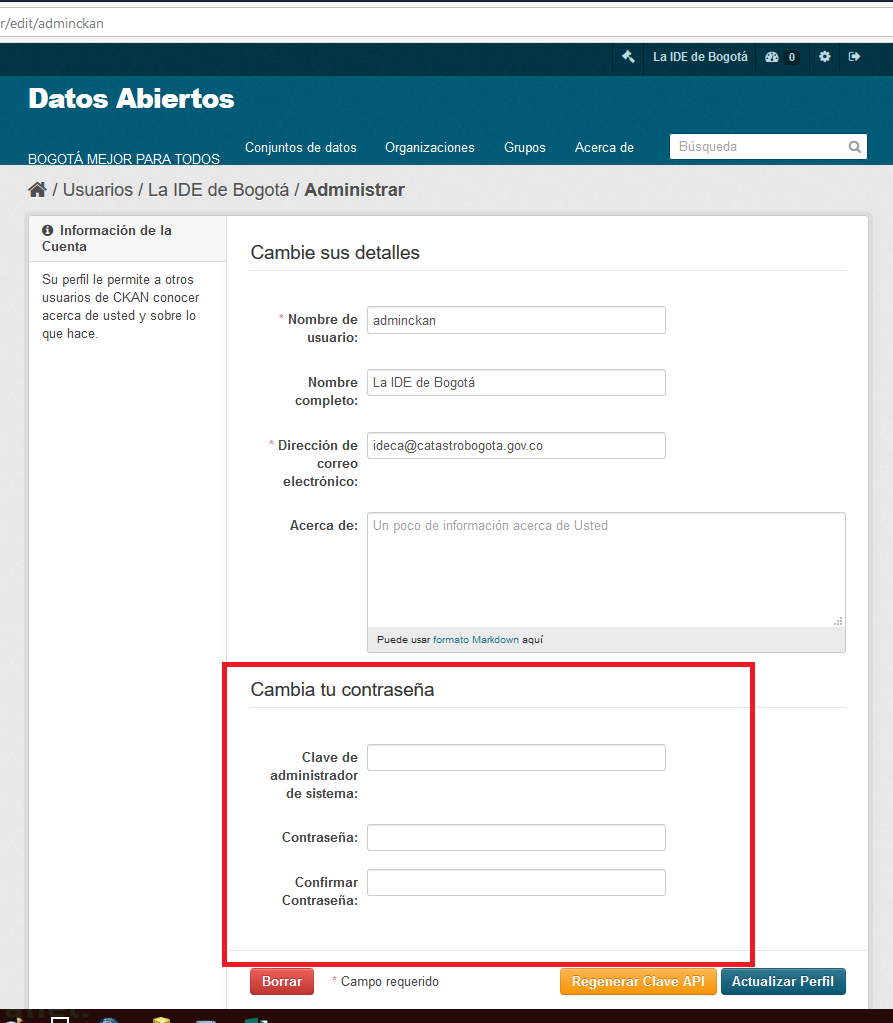 r/edit/adminckan
La IDE de Bogotá 0
Datos Abiertos
BOGOTÁ MEJOR PARA TODOS
Conjuntos de datos Organizaciones Grupos Acerca de Búsqueda
/ Usuarios / La IDE de Bogotá / Administrar
Información de la
Cuenta
Su perfil le permite a otros
usuarios de CKAN conocer
acerca de usted y sobre lo
que hace.
Cambie sus detalles
* Nombre de
usuario:
adminckan
Nombre
completo:
La IDE de Bogotá
* Dirección de
correo
electrónico:
ideca@catastrobogota.gov.co
Acerca de:
Un poco de información acerca de Usted
Puede usar formato Markdown aquí
Cambia tu contraseña
Clave de
administrador
de sistema:
Contraseña:
Confirmar
Contraseña:
Borrar * Campo requerido Regenerar Clave API Actualizar Perfil